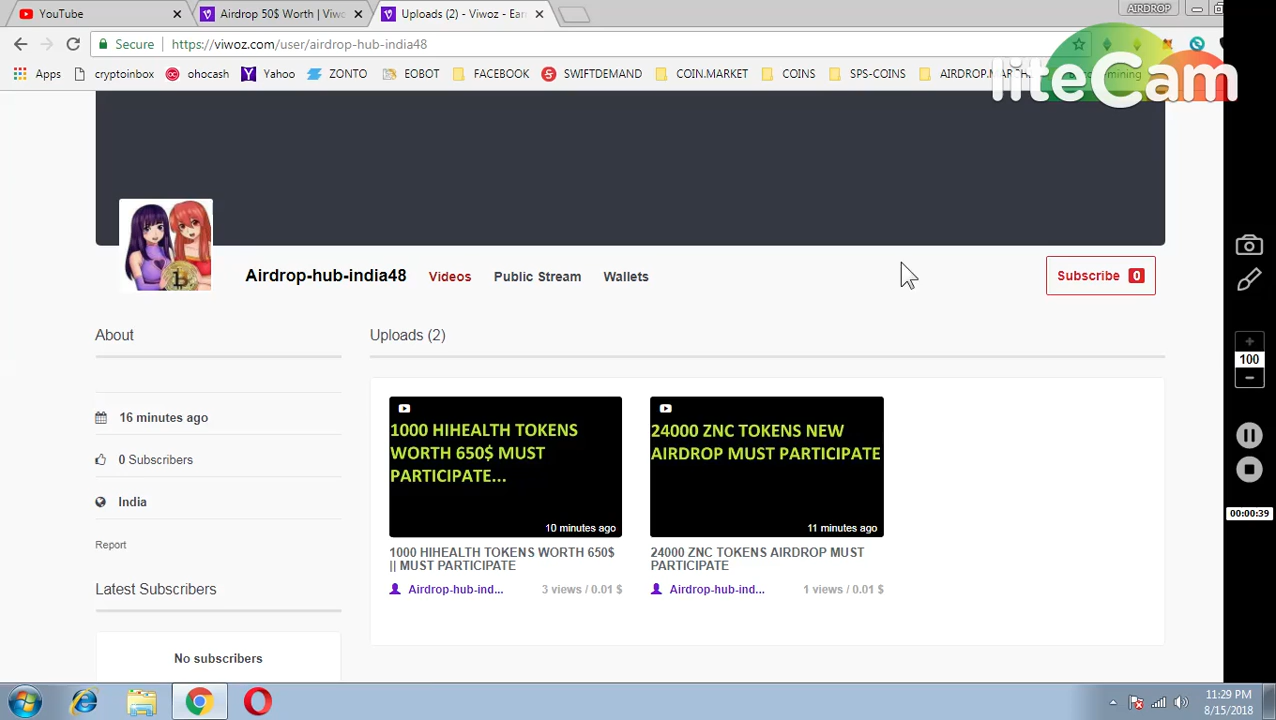 YouTube
Airdrop 50$ Worth | Viwo
Uploads (2) - Viwoz - Ea
AIRDROP
Secure
https://viwoz.com/user/airdrop-hub-india48
Apps
cryptoinbox
ohocash
Yahoo
ZONTO
EOBOT
FACEBOOK
SWIFTDEMAND
COIN.MARKET
COINS
SPS-COINS
mining
liteCam
Airdrop-hub-india48
Videos
Public Stream
Wallets
Subscribe 0
About
Uploads (2)
16 minutes ago
0 Subscribers
India
Report
Latest Subscribers
No subscribers
1000 HIHEALTH TOKENS
WORTH 650$ MUST
PARTICIPATE...
10 minutes ago
1000 HIHEALTH TOKENS WORTH 650$
|| MUST PARTICIPATE
Airdrop-hub-ind...
3 views / 0.01 $
24000 ZNC TOKENS NEW
AIRDROP MUST PARTICIPATE
11 minutes ago
24000 ZNC TOKENS AIRDROP MUST
PARTICIPATE
Airdrop-hub-ind...
1 views / 0.01 $
100
00:00:39
11:29 PM
8/15/2018